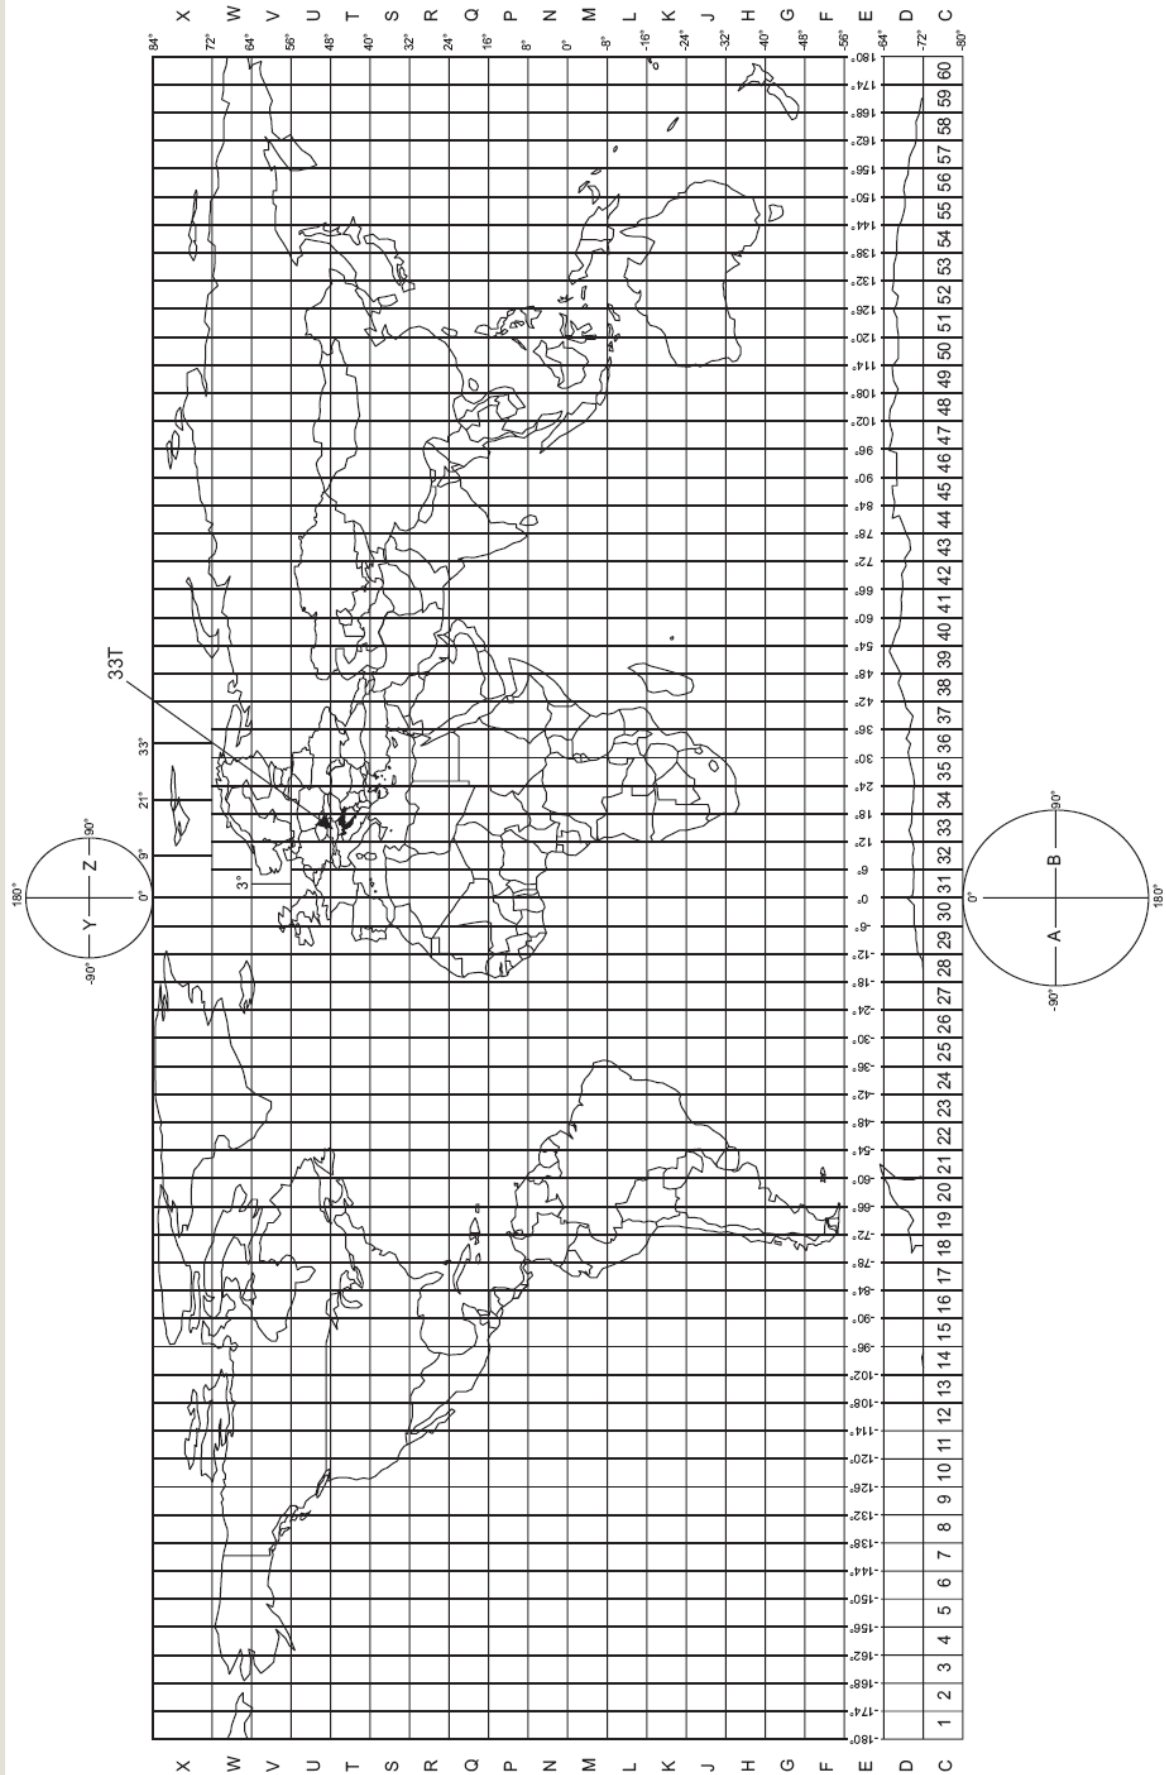 180°
-90° Y Z 90°
0° 9° 21° 33°
33T
3°
84°
X X
72°
W W
64°
V V
56°
U U
48°
T T
40°
S S
32°
R R
24°
Q Q
16°
P P
8°
N N
0°
M M
-8°
L L
-16°
K K
-24°
J J
-32°
H H
-40°
G G
-48°
F F
-56°
-180° -174° -168° -162° -156° -150° -144° -138° -132° -126° -120° -114° -108° -102° -96° -90° -84° -78° -72° -66° -60° -54° -48° -42° -36° -30° -24° -18° -12° -6° 0° 6° 12° 18° 24° 30° 36° 42° 48° 54° 60° 66° 72° 78° 84° 90° 96° 102° 108° 114° 120° 126° 132° 138° 144° 150° 156° 162° 168° 174° 180°
E E
-64°
D D
-72°
C 1 2 3 4 5 6 7 8 9 10 11 12 13 14 15 16 17 18 19 20 21 22 23 24 25 26 27 28 29 30 31 32 33 34 35 36 37 38 39 40 41 42 43 44 45 46 47 48 49 50 51 52 53 54 55 56 57 58 59 60 C
-80°
0°
-90° A B 90°
180°